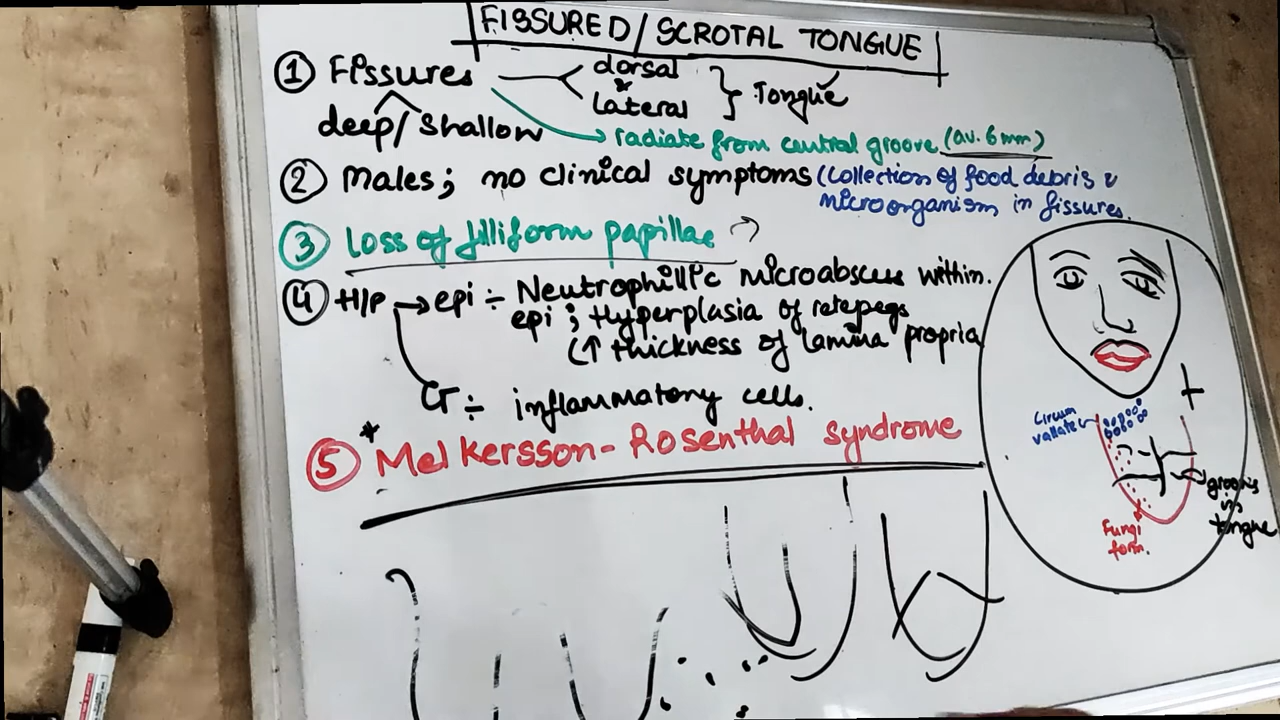 FISSURED/SCROTAL TONGUE
① Fissures
dorsal
&
lateral
Tongue
deep/shallow
radiate from central groove (av. 6mm)
② Males; no clinical symptoms (collection of food debris &
microorganism in fissures.
③ Loss of filliform papillae →
④ H/P → epi ÷ Neutrophillic microabscess within.
epi ; Hyperplasia of retepegs
(↑ thickness of lamina propria
CT ÷ inflammatory cells.
⑤ * Melkersson-Rosenthal syndrome
Circum
vallate
grooves
in
tongue
Fungi
form.